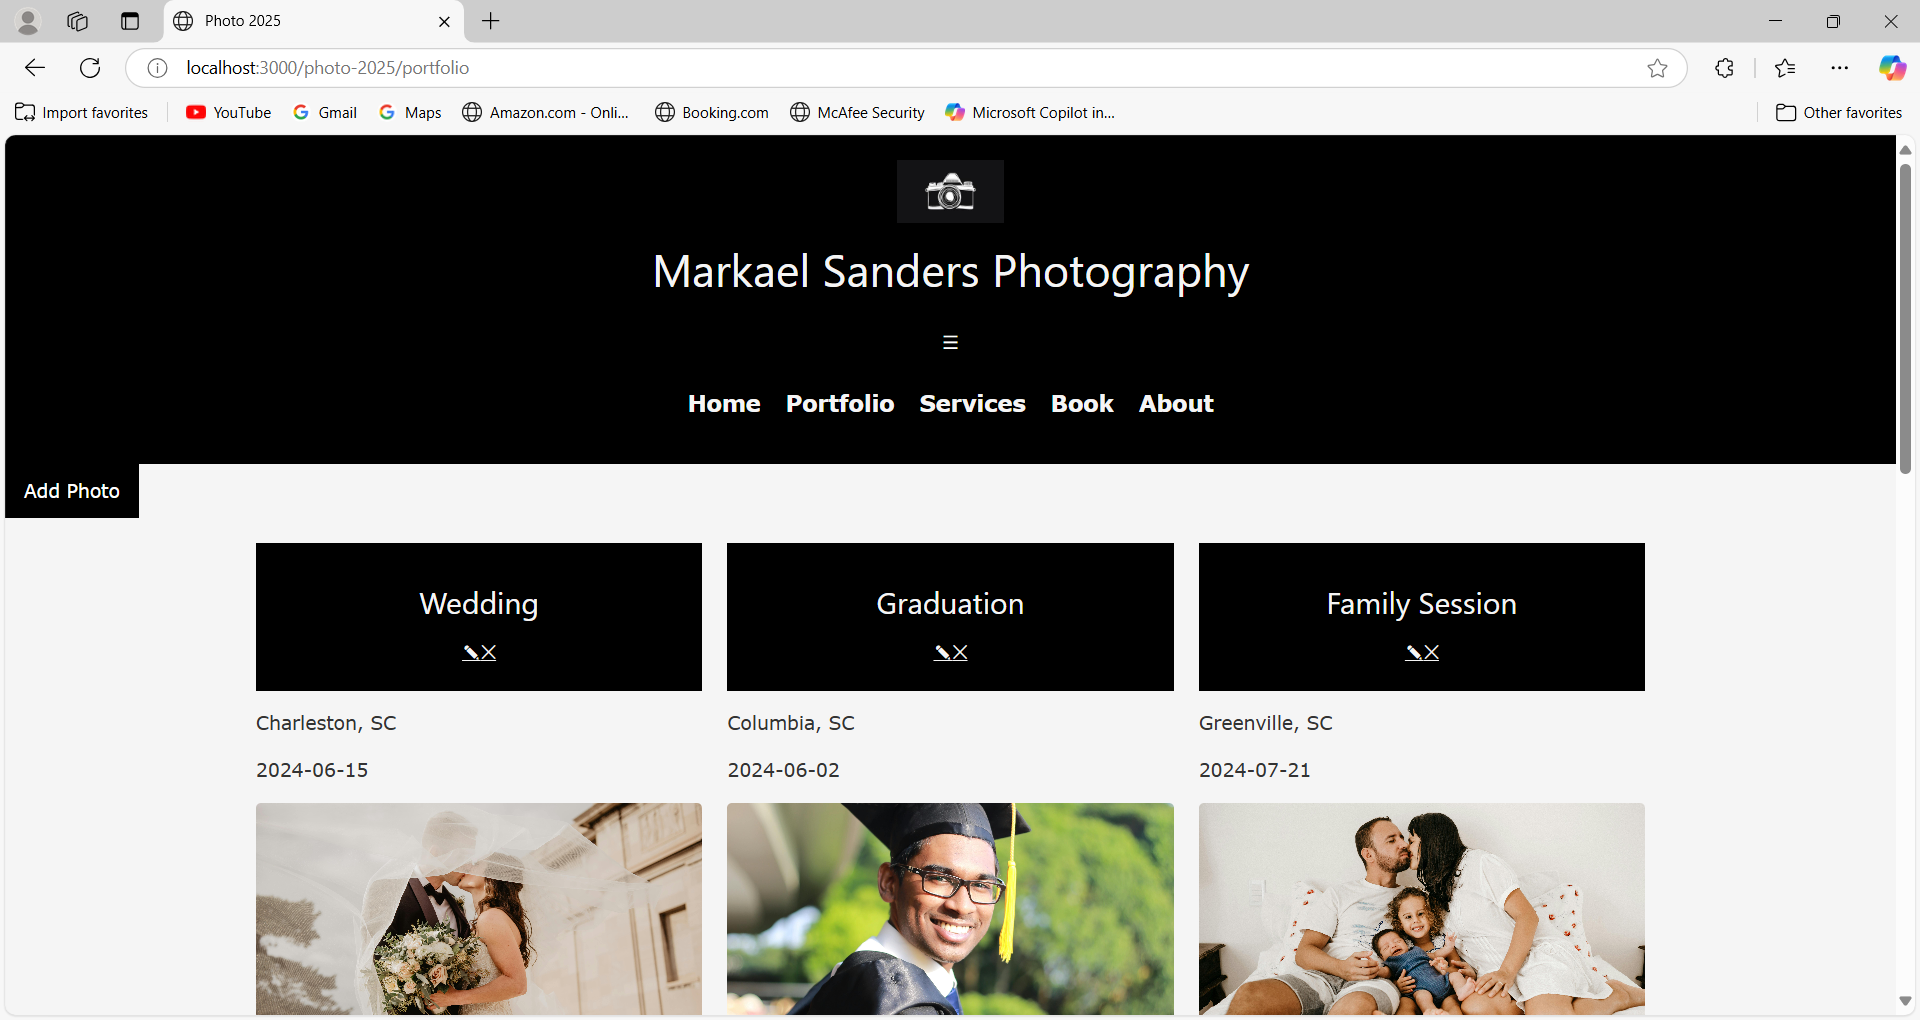 Photo 2025
localhost:3000/photo-2025/portfolio
Import favorites YouTube Gmail Maps Amazon.com - Onli... Booking.com McAfee Security Microsoft Copilot in... Other favorites
Markael Sanders Photography
☰
Home Portfolio Services Book About
Add Photo
Wedding
Graduation
Family Session
Charleston, SC
Columbia, SC
Greenville, SC
2024-06-15
2024-06-02
2024-07-21